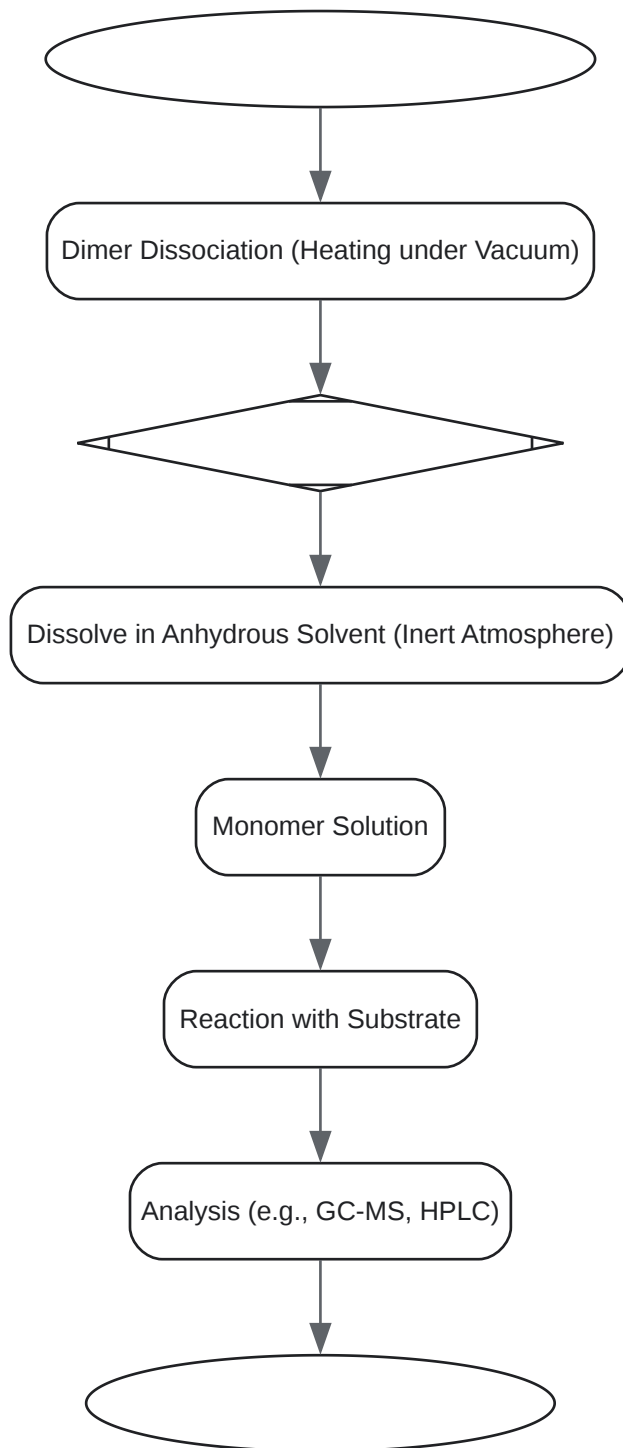 Dimer Dissociation (Heating under Vacuum)
Dissolve in Anhydrous Solvent (Inert Atmosphere)
Monomer Solution
Reaction with Substrate
Analysis (e.g., GC-MS, HPLC)